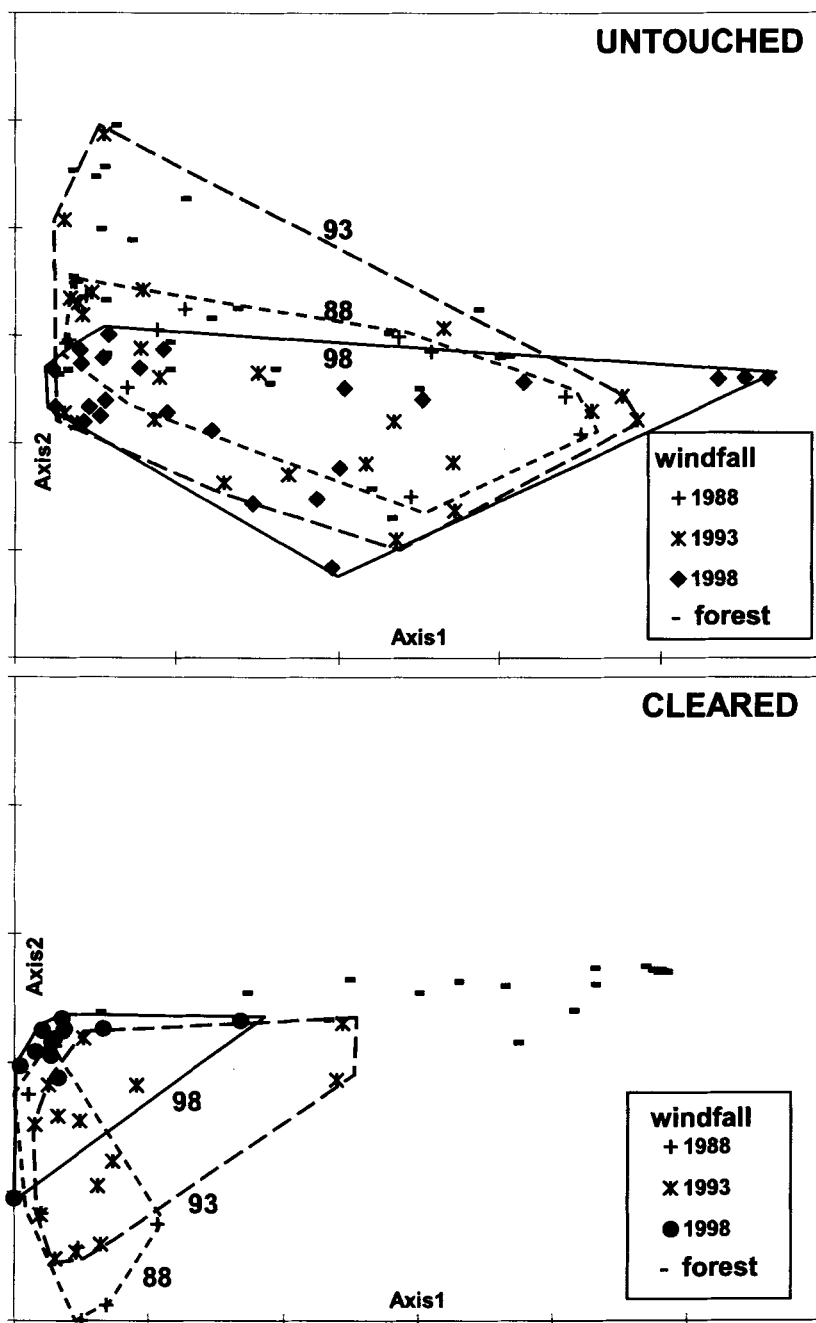 UNTOUCHED
93
88
98
Axis2
windfall
+ 1988
ж 1993
◆ 1998
- forest
Axis1
CLEARED
Axis2
98
93
88
windfall
+ 1988
ж 1993
● 1998
- forest
Axis1